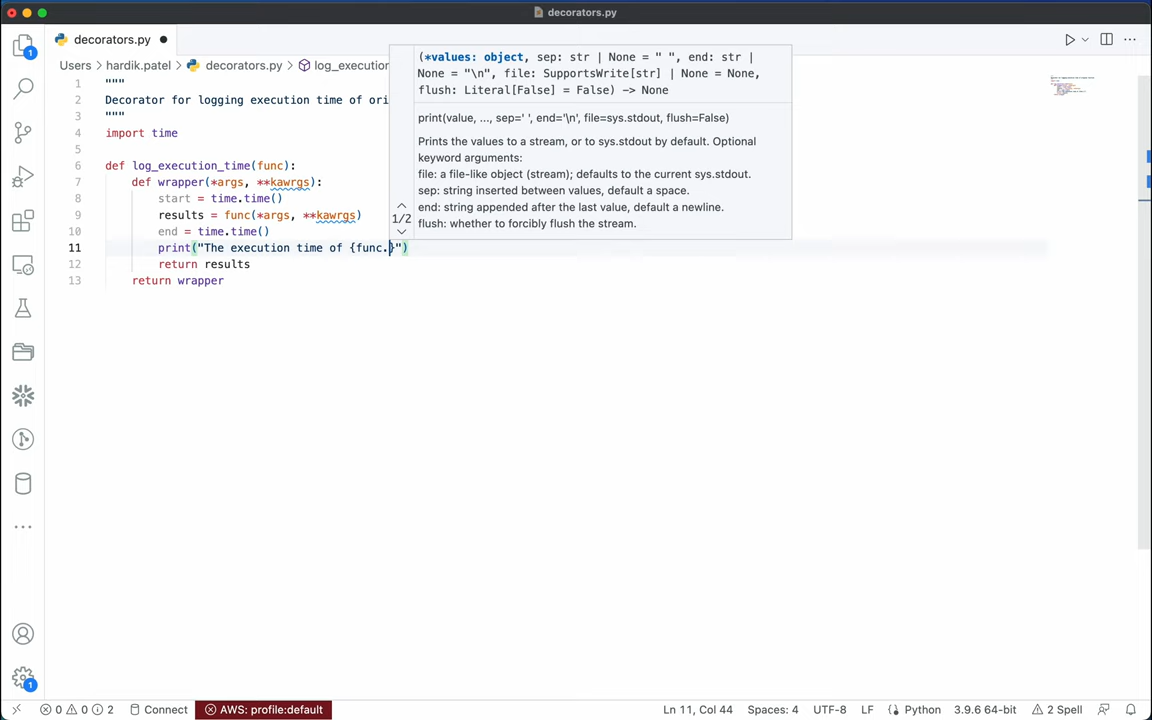 decorators.py
decorators.py
Users > hardik.patel > decorators.py > log_execution
1 """
2 Decorator for logging execution time of ori
3 """
4 import time
5
6 def log_execution_time(func):
7 def wrapper(*args, **kawrgs):
8 start = time.time()
9 results = func(*args, **kawrgs)
10 end = time.time()
11 print("The execution time of {func.}")
12 return results
13 return wrapper
(*values: object, sep: str | None = " ", end: str |
None = "\n", file: SupportsWrite[str] | None = None,
flush: Literal[False] = False) -> None
print(value, ..., sep=' ', end='\n', file=sys.stdout, flush=False)
Prints the values to a stream, or to sys.stdout by default. Optional
keyword arguments:
file: a file-like object (stream); defaults to the current sys.stdout.
sep: string inserted between values, default a space.
end: string appended after the last value, default a newline.
flush: whether to forcibly flush the stream.
1/2
1
1
0 0 2 Connect AWS: profile:default Ln 11, Col 44 Spaces: 4 UTF-8 LF Python 3.9.6 64-bit 2 Spell